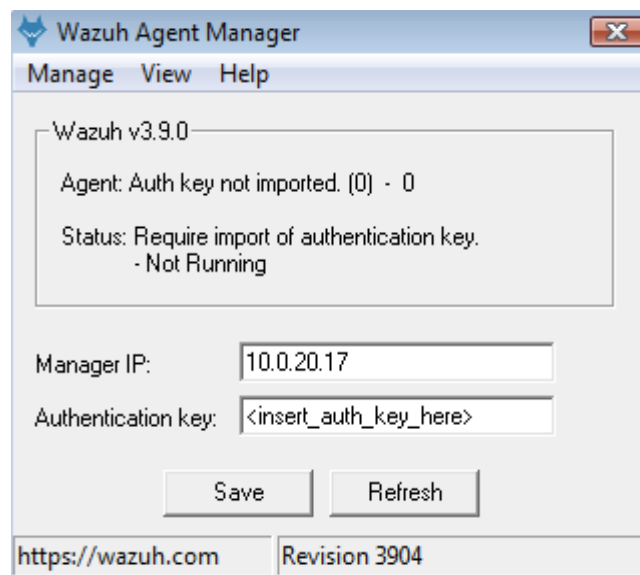 Wazuh Agent Manager
Manage View Help
Wazuh v3.9.0
Agent: Auth key not imported. (0) - 0
Status: Require import of authentication key.
- Not Running
Manager IP: 10.0.20.17
Authentication key: <insert_auth_key_here>
Save Refresh
https://wazuh.com Revision 3904